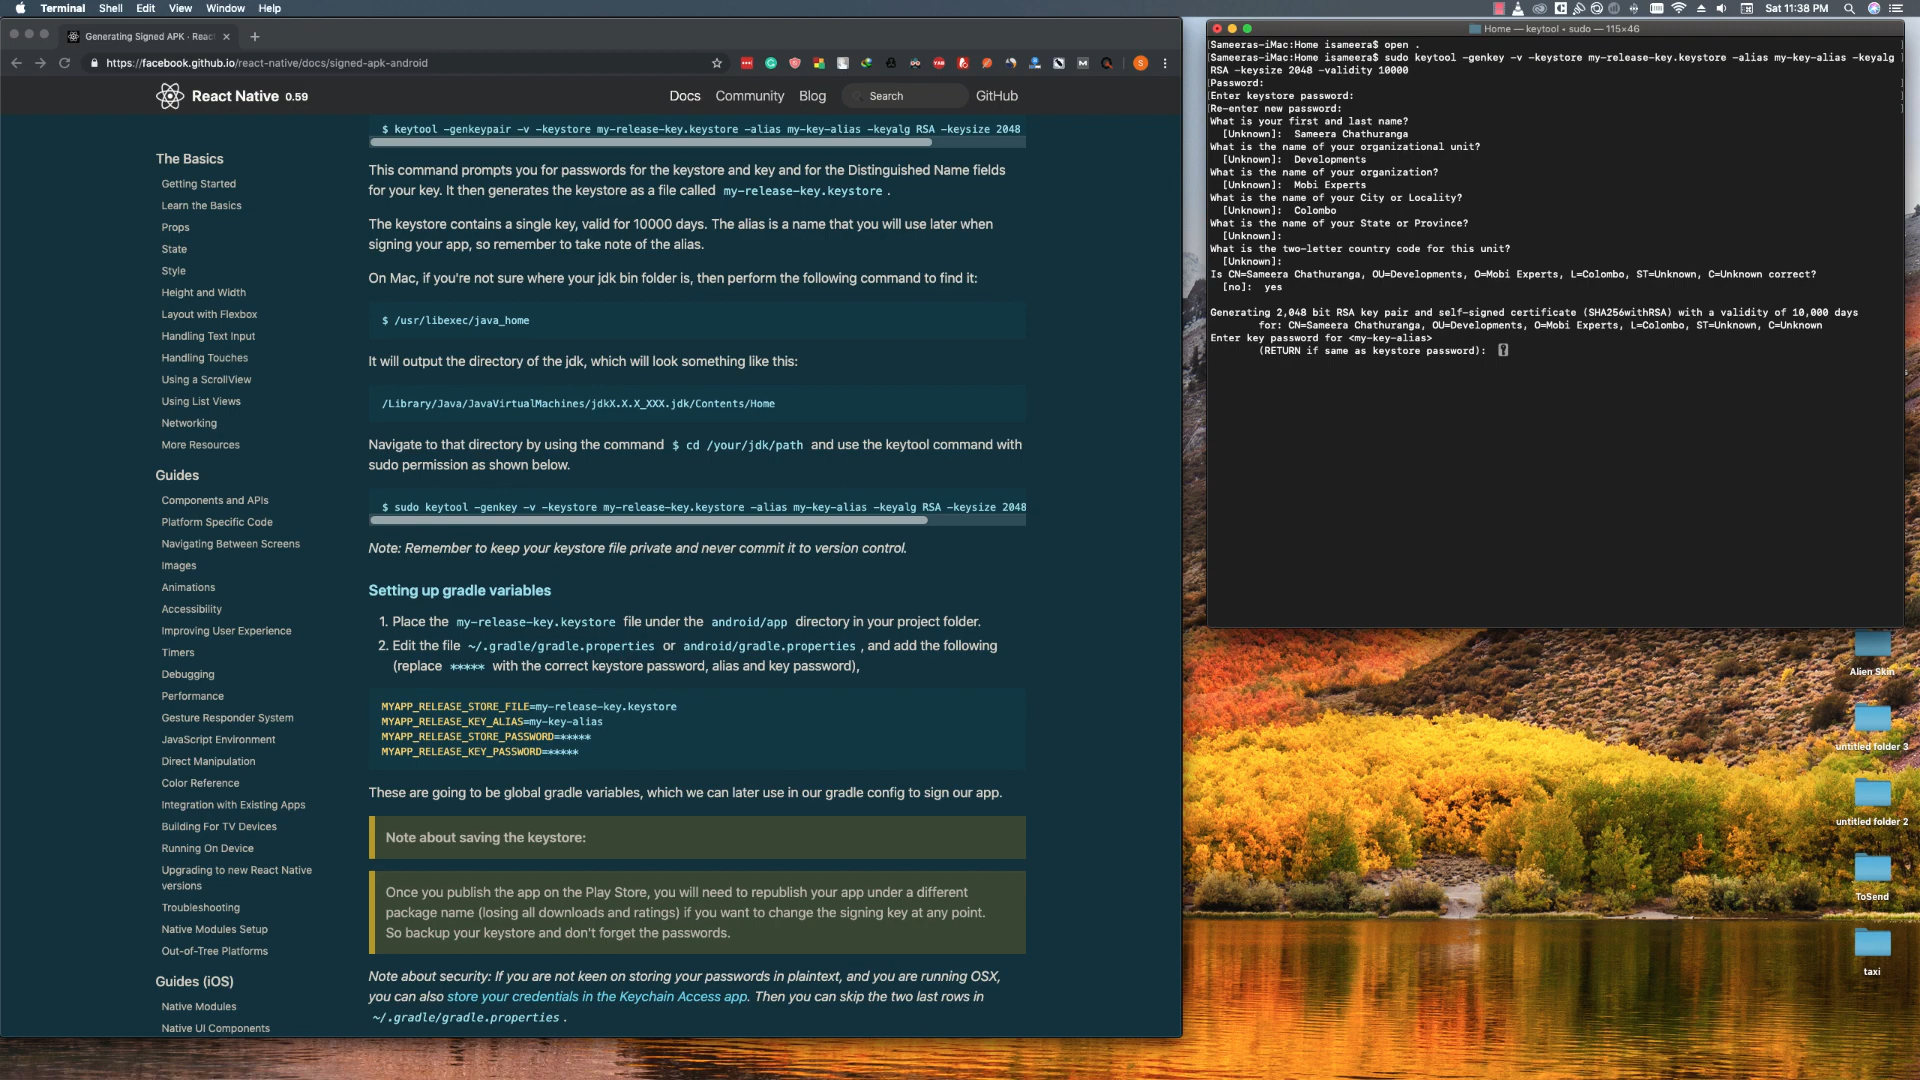 Terminal Shell Edit View Window Help
Sat 11:38 PM
Generating Signed APK · Reac
https://facebook.github.io/react-native/docs/signed-apk-android
React Native 0.59
Docs Community Blog Search GitHub
The Basics
Getting Started
Learn the Basics
Props
State
Style
Height and Width
Layout with Flexbox
Handling Text Input
Handling Touches
Using a ScrollView
Using List Views
Networking
More Resources
Guides
Components and APIs
Platform Specific Code
Navigating Between Screens
Images
Animations
Accessibility
Improving User Experience
Timers
Debugging
Performance
Gesture Responder System
JavaScript Environment
Direct Manipulation
Color Reference
Integration with Existing Apps
Building For TV Devices
Running On Device
Upgrading to new React Native
versions
Troubleshooting
Native Modules Setup
Out-of-Tree Platforms
Guides (iOS)
Native Modules
Native UI Components
$ keytool -genkeypair -v -keystore my-release-key.keystore -alias my-key-alias -keyalg RSA -keysize 2048
This command prompts you for passwords for the keystore and key and for the Distinguished Name fields
for your key. It then generates the keystore as a file called my-release-key.keystore .
The keystore contains a single key, valid for 10000 days. The alias is a name that you will use later when
signing your app, so remember to take note of the alias.
On Mac, if you're not sure where your jdk bin folder is, then perform the following command to find it:
$ /usr/libexec/java_home
It will output the directory of the jdk, which will look something like this:
/Library/Java/JavaVirtualMachines/jdkX.X.X_XXX.jdk/Contents/Home
Navigate to that directory by using the command $ cd /your/jdk/path and use the keytool command with
sudo permission as shown below.
$ sudo keytool -genkey -v -keystore my-release-key.keystore -alias my-key-alias -keyalg RSA -keysize 2048
Note: Remember to keep your keystore file private and never commit it to version control.
Setting up gradle variables
1. Place the my-release-key.keystore file under the android/app directory in your project folder.
2. Edit the file ~/.gradle/gradle.properties or android/gradle.properties , and add the following
(replace ***** with the correct keystore password, alias and key password),
MYAPP_RELEASE_STORE_FILE=my-release-key.keystore
MYAPP_RELEASE_KEY_ALIAS=my-key-alias
MYAPP_RELEASE_STORE_PASSWORD=*****
MYAPP_RELEASE_KEY_PASSWORD=*****
These are going to be global gradle variables, which we can later use in our gradle config to sign our app.
Note about saving the keystore:
Once you publish the app on the Play Store, you will need to republish your app under a different
package name (losing all downloads and ratings) if you want to change the signing key at any point.
So backup your keystore and don't forget the passwords.
Note about security: If you are not keen on storing your passwords in plaintext, and you are running OSX,
you can also store your credentials in the Keychain Access app. Then you can skip the two last rows in
~/.gradle/gradle.properties .
Home — keytool • sudo — 115×46
[Sameeras-iMac:Home isameera$ open .
[Sameeras-iMac:Home isameera$ sudo keytool -genkey -v -keystore my-release-key.keystore -alias my-key-alias -keyalg
RSA -keysize 2048 -validity 10000
[Password:
[Enter keystore password:
[Re-enter new password:
What is your first and last name?
[Unknown]: Sameera Chathuranga
What is the name of your organizational unit?
[Unknown]: Developments
What is the name of your organization?
[Unknown]: Mobi Experts
What is the name of your City or Locality?
[Unknown]: Colombo
What is the name of your State or Province?
[Unknown]:
What is the two-letter country code for this unit?
[Unknown]:
Is CN=Sameera Chathuranga, OU=Developments, O=Mobi Experts, L=Colombo, ST=Unknown, C=Unknown correct?
[no]: yes
Generating 2,048 bit RSA key pair and self-signed certificate (SHA256withRSA) with a validity of 10,000 days
for: CN=Sameera Chathuranga, OU=Developments, O=Mobi Experts, L=Colombo, ST=Unknown, C=Unknown
Enter key password for <my-key-alias>
(RETURN if same as keystore password):
Alien Skin
untitled folder 3
untitled folder 2
ToSend
taxi